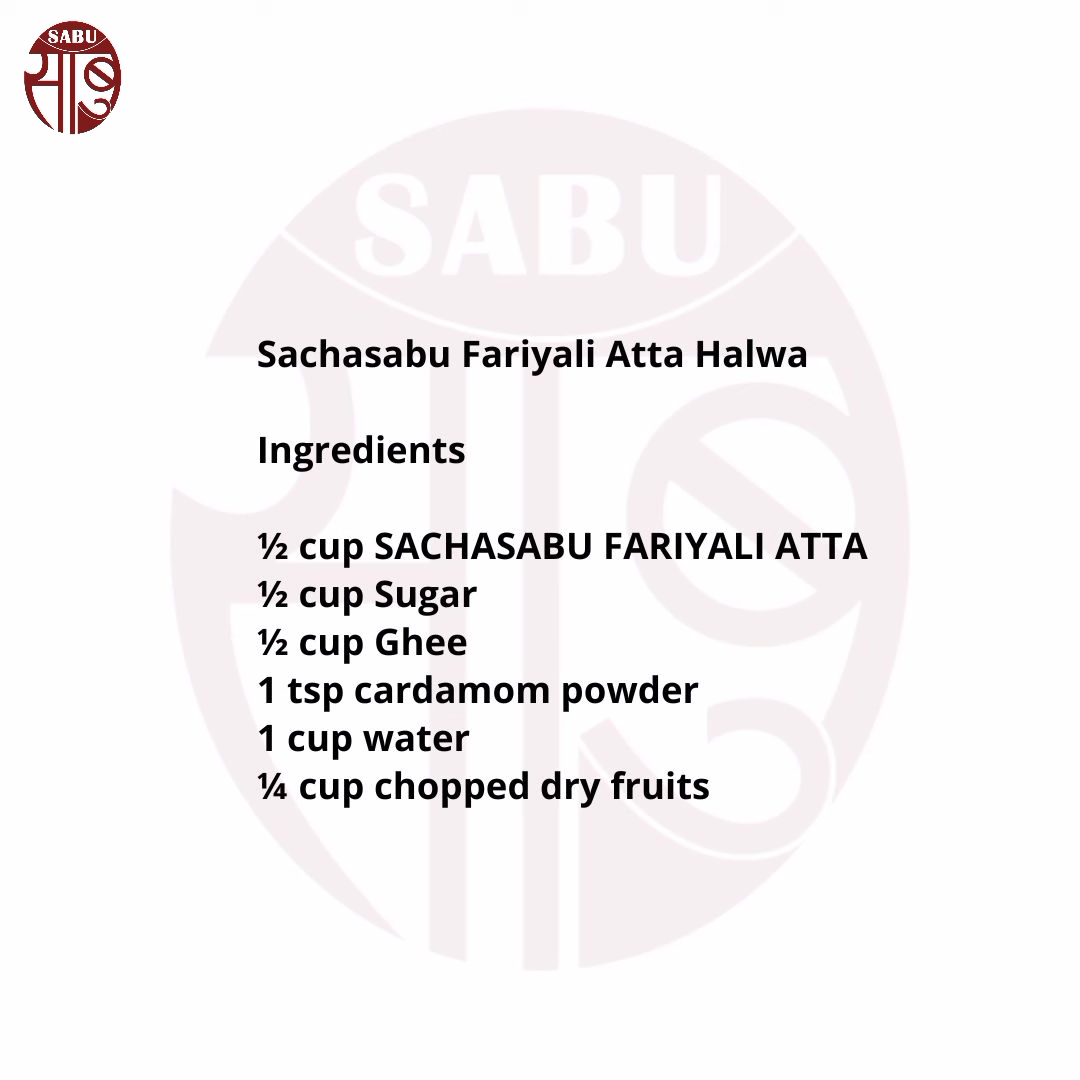 SABU
साबु
SABU
Sachasabu Fariyali Atta Halwa
Ingredients
½ cup SACHASABU FARIYALI ATTA
½ cup Sugar
½ cup Ghee
1 tsp cardamom powder
1 cup water
¼ cup chopped dry fruits
साबु